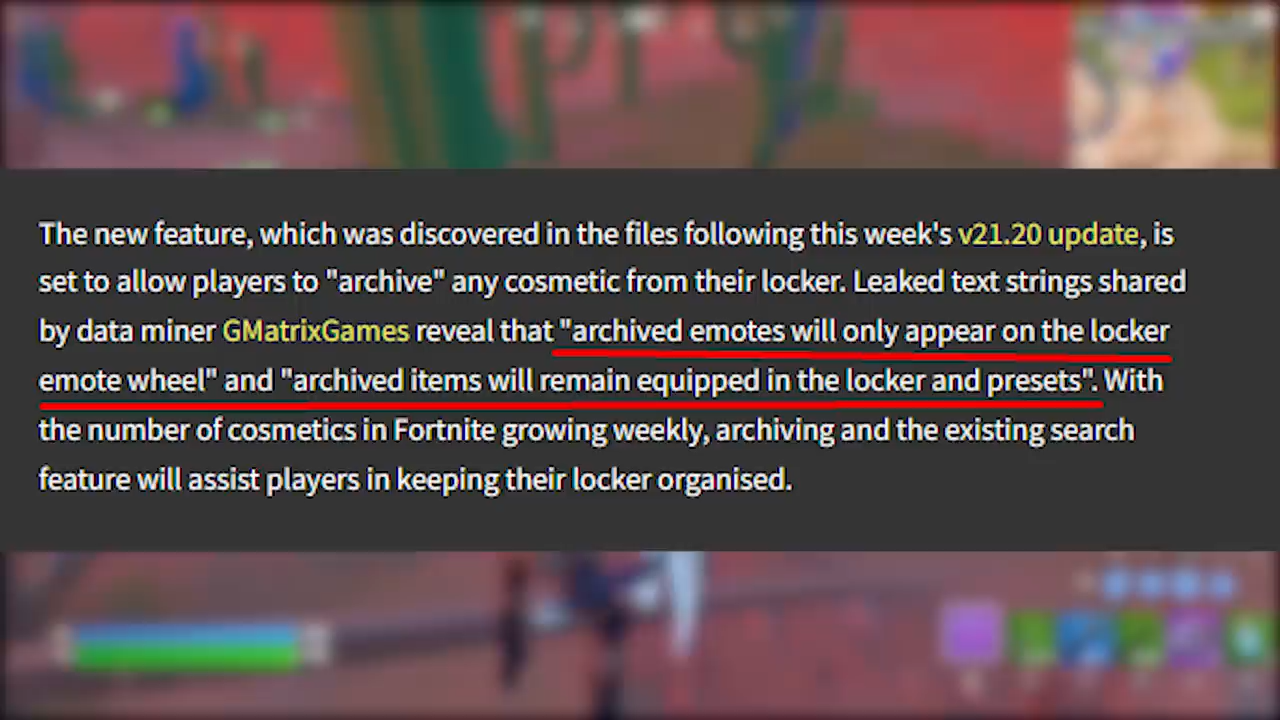 The new feature, which was discovered in the files following this week's v21.20 update, is
set to allow players to "archive" any cosmetic from their locker. Leaked text strings shared
by data miner GMatrixGames reveal that "archived emotes will only appear on the locker
emote wheel" and "archived items will remain equipped in the locker and presets". With
the number of cosmetics in Fortnite growing weekly, archiving and the existing search
feature will assist players in keeping their locker organised.